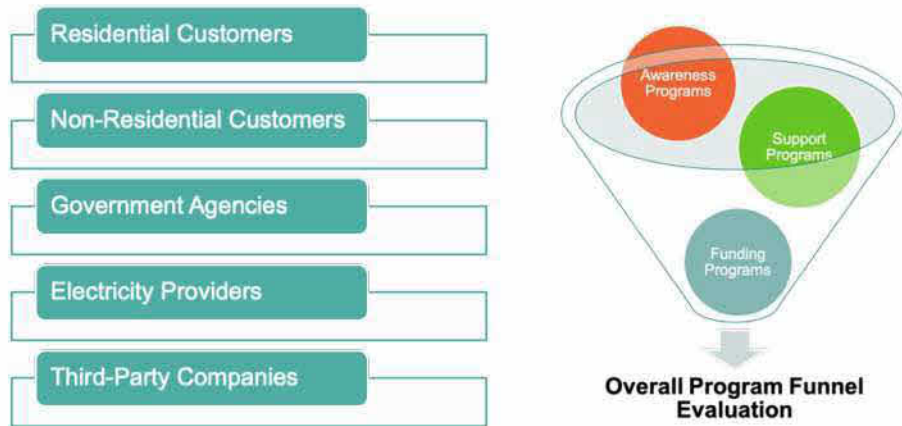 Residential Customers
Non-Residential Customers
Government Agencies
Electricity Providers
Third-Party Companies
Awareness
Programs
Support
Programs
Funding
Programs
Overall Program Funnel
Evaluation